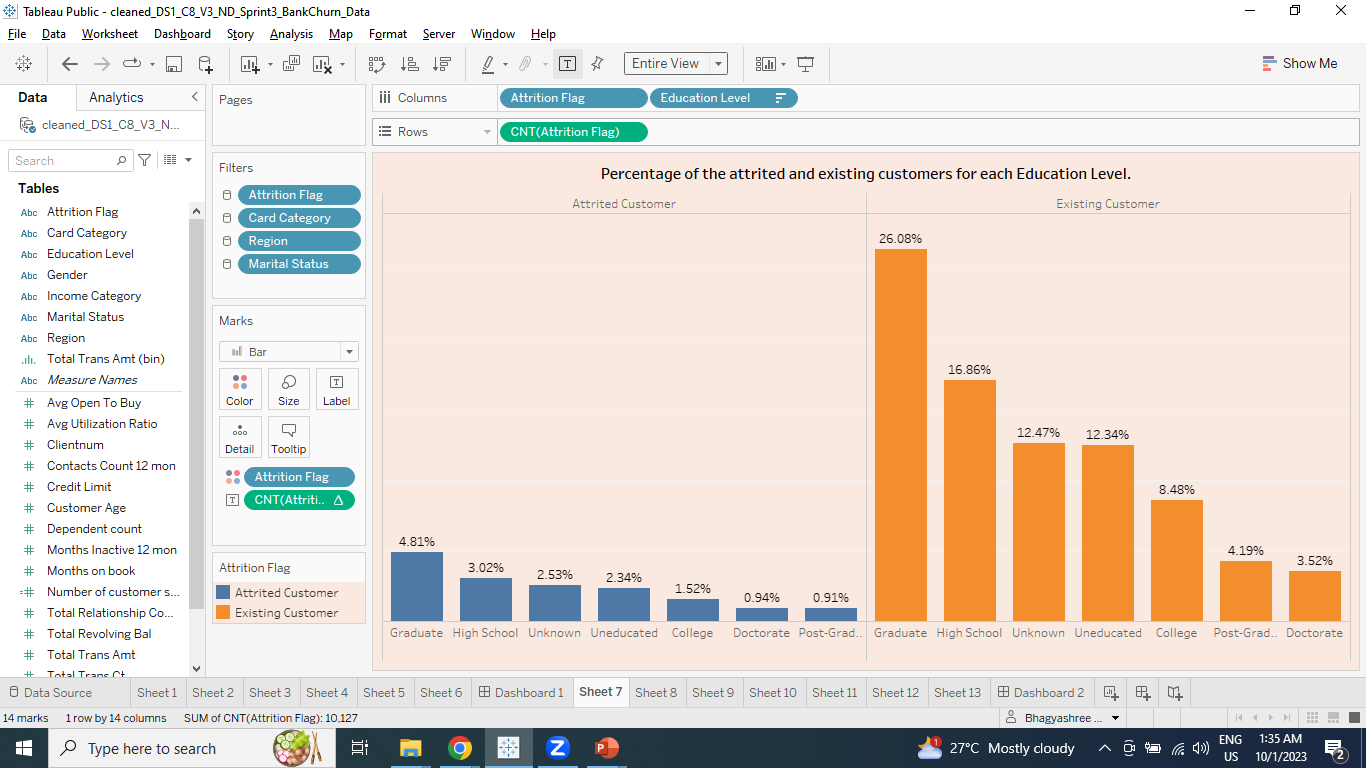 Tableau Public - cleaned_DS1_C8_V3_ND_Sprint3_BankChurn_Data
File Data Worksheet Dashboard Story Analysis Map Format Server Window Help
Entire View
Show Me
Data Analytics
cleaned_DS1_C8_V3_N...
Search
Tables
Abc Attrition Flag
Abc Card Category
Abc Education Level
Abc Gender
Abc Income Category
Abc Marital Status
Abc Region
Total Trans Amt (bin)
Abc Measure Names
# Avg Open To Buy
# Avg Utilization Ratio
# Clientnum
# Contacts Count 12 mon
# Credit Limit
# Customer Age
# Dependent count
# Months Inactive 12 mon
# Months on book
=# Number of customer s...
# Total Relationship Co...
# Total Revolving Bal
# Total Trans Amt
# Total Trans Ct
Pages
Filters
Attrition Flag
Card Category
Region
Marital Status
Marks
Bar
Color Size Label
Detail Tooltip
Attrition Flag
CNT(Attriti..
Attrition Flag
Attrited Customer
Existing Customer
Columns Attrition Flag Education Level
Rows CNT(Attrition Flag)
Percentage of the attrited and existing customers for each Education Level.
Attrited Customer Existing Customer
4.81% 3.02% 2.53% 2.34% 1.52% 0.94% 0.91% 26.08% 16.86% 12.47% 12.34% 8.48% 4.19% 3.52%
Graduate High School Unknown Uneducated College Doctorate Post-Grad.. Graduate High School Unknown Uneducated College Post-Grad.. Doctorate
Data Source Sheet 1 Sheet 2 Sheet 3 Sheet 4 Sheet 5 Sheet 6 Dashboard 1 Sheet 7 Sheet 8 Sheet 9 Sheet 10 Sheet 11 Sheet 12 Sheet 13 Dashboard 2
14 marks 1 row by 14 columns SUM of CNT(Attrition Flag): 10,127 Bhagyashree ...
Type here to search
27°C Mostly cloudy
ENG
US
1:35 AM
10/1/2023
2